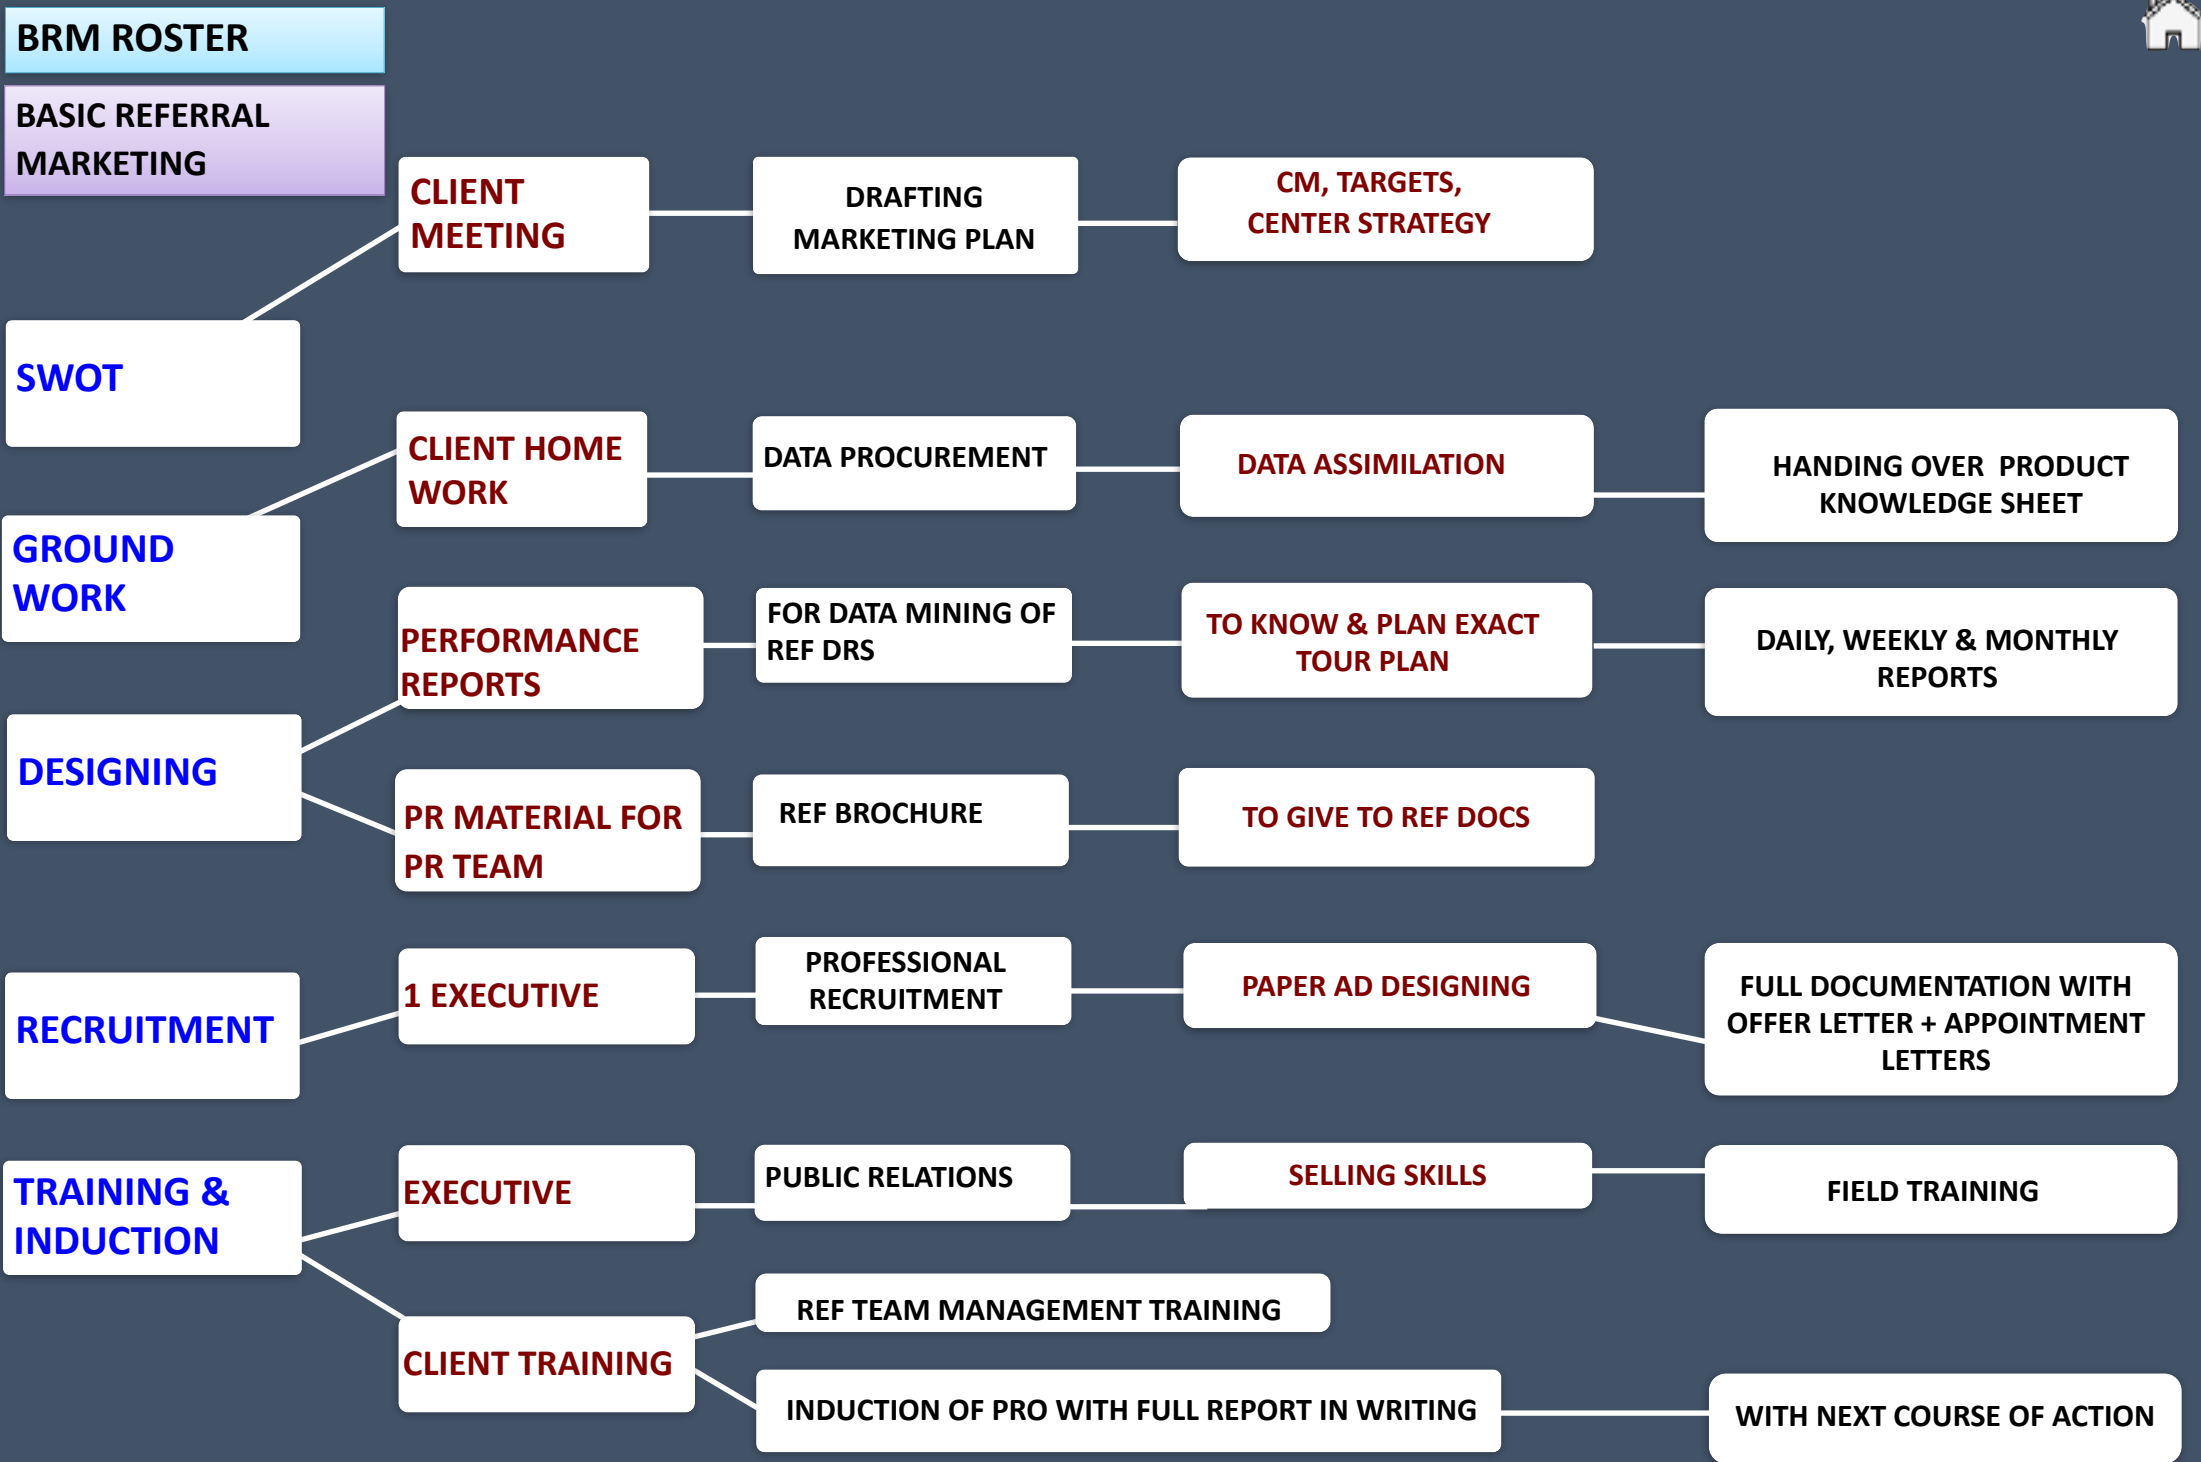 BRM ROSTER
BASIC REFERRAL
MARKETING
CLIENT
MEETING
DRAFTING
MARKETING PLAN
CM, TARGETS,
CENTER STRATEGY
SWOT
CLIENT HOME
WORK
DATA PROCUREMENT
DATA ASSIMILATION
HANDING OVER PRODUCT
KNOWLEDGE SHEET
GROUND
WORK
PERFORMANCE
REPORTS
FOR DATA MINING OF
REF DRS
TO KNOW & PLAN EXACT
TOUR PLAN
DAILY, WEEKLY & MONTHLY
REPORTS
DESIGNING
PR MATERIAL FOR
PR TEAM
REF BROCHURE
TO GIVE TO REF DOCS
RECRUITMENT
1 EXECUTIVE
PROFESSIONAL
RECRUITMENT
PAPER AD DESIGNING
FULL DOCUMENTATION WITH
OFFER LETTER + APPOINTMENT
LETTERS
TRAINING &
INDUCTION
EXECUTIVE
PUBLIC RELATIONS
SELLING SKILLS
FIELD TRAINING
CLIENT TRAINING
REF TEAM MANAGEMENT TRAINING
INDUCTION OF PRO WITH FULL REPORT IN WRITING
WITH NEXT COURSE OF ACTION